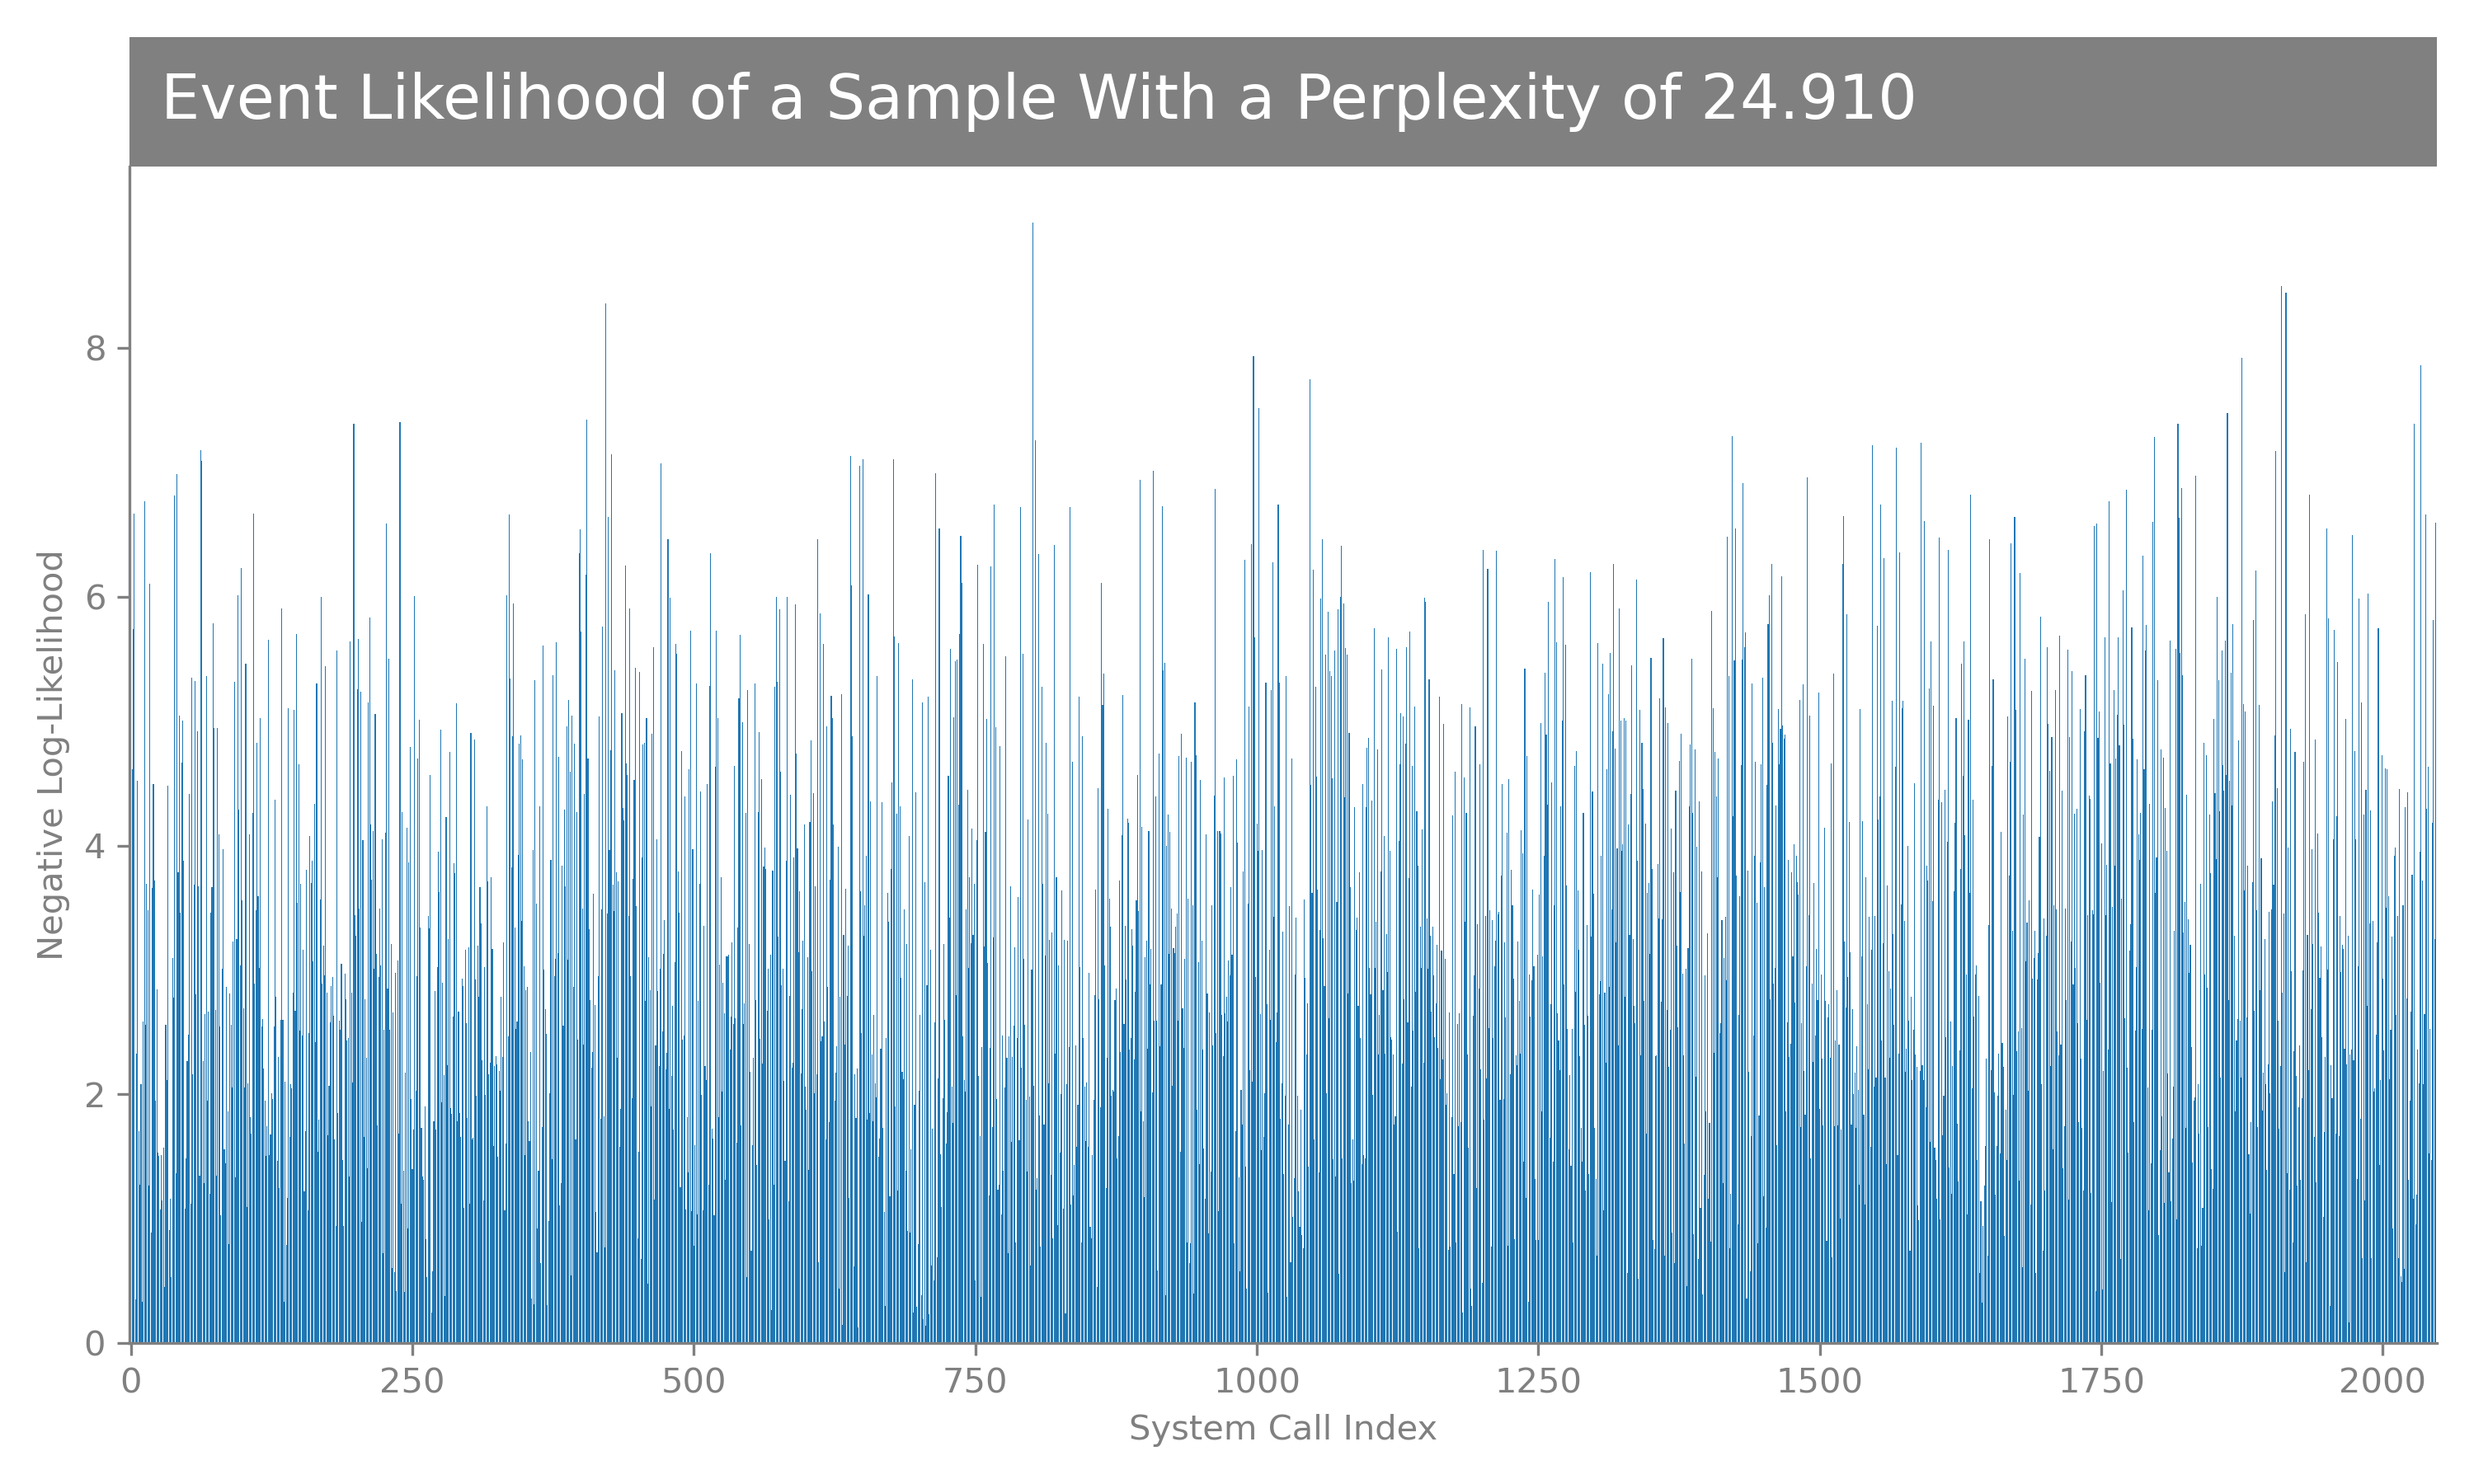 Event Likelihood of a Sample With a Perplexity of 24.910
Negative Log-Likelihood
8
6
4
2
0
0 250 500 750 1000 1250 1500 1750 2000
System Call Index